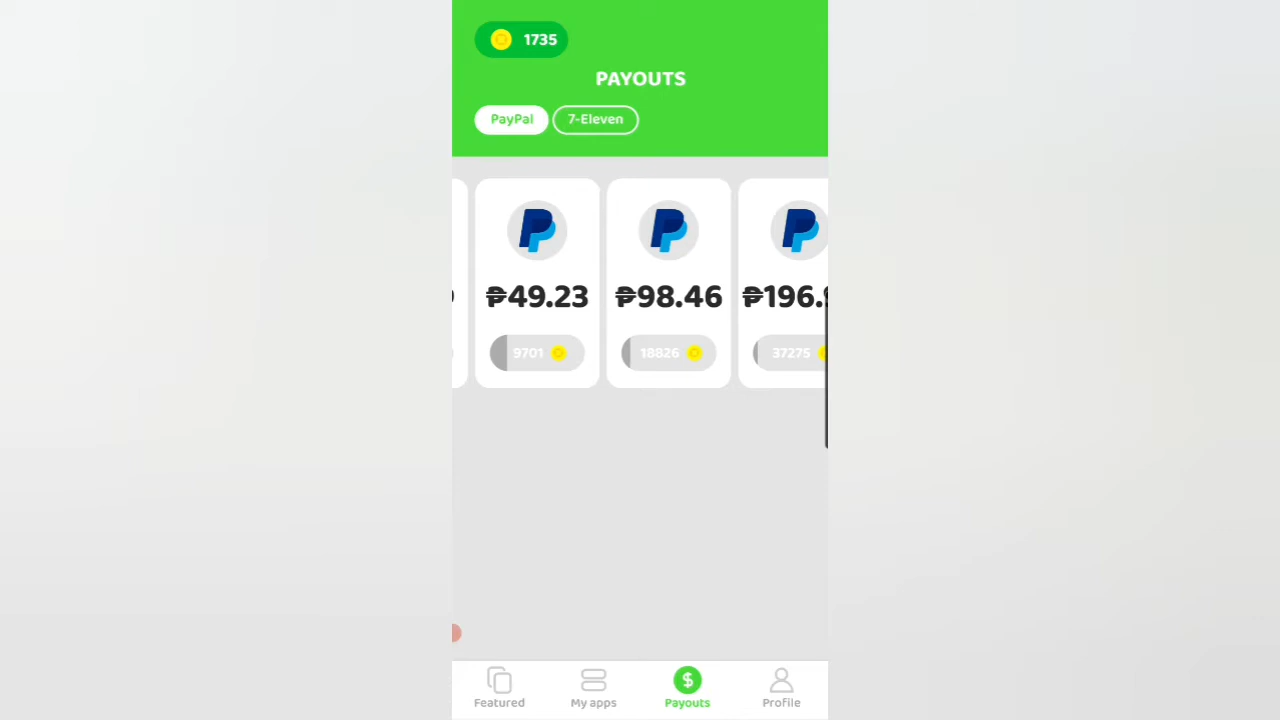 1735
PAYOUTS
PayPal
7-Eleven
₱49.23
₱98.46
₱196.9
9701
18826
37275
Featured
My apps
Payouts
Profile